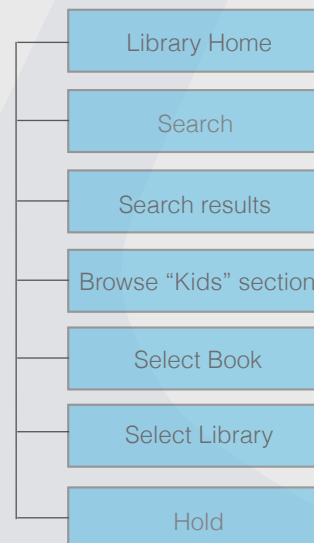 Library Home
Search
Search results
Browse “Kids” section
Select Book
Select Library
Hold